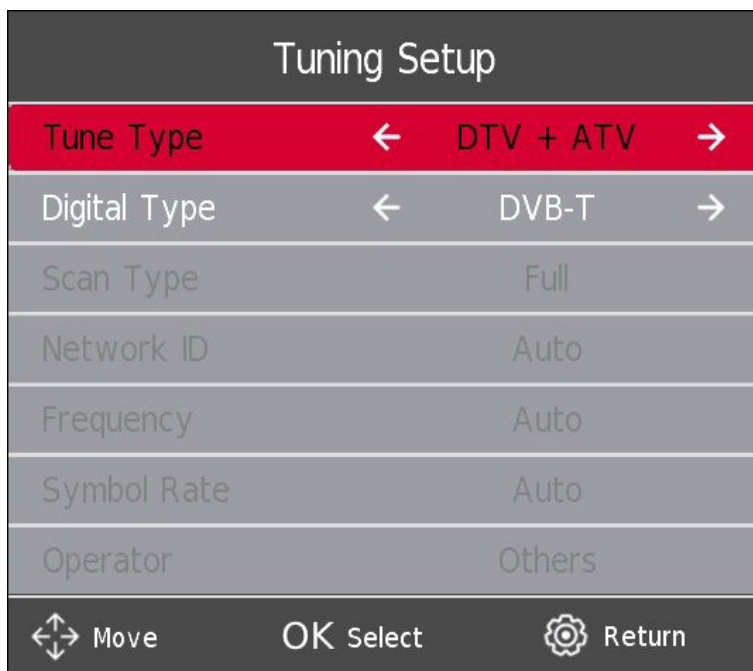 Tuning Setup
Tune Type DTV + ATV
Digital Type DVB-T
Scan Type Full
Network ID Auto
Frequency Auto
Symbol Rate Auto
Operator Others
Move OK Select Return